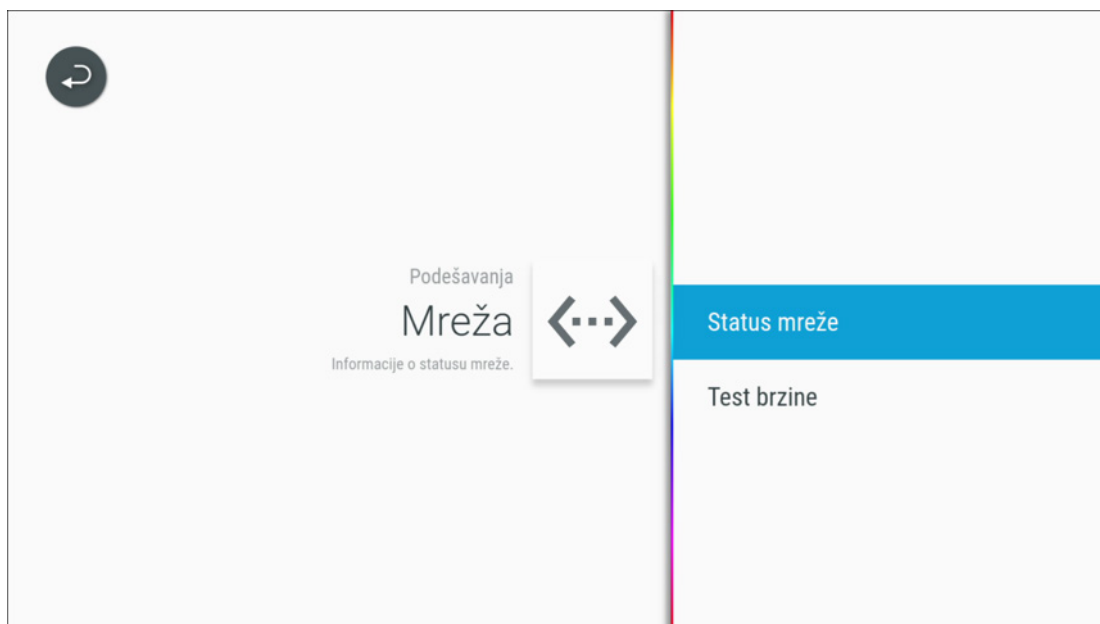 Podešavanja
Mreža
Informacije o statusu mreže.
Status mreže
Test brzine